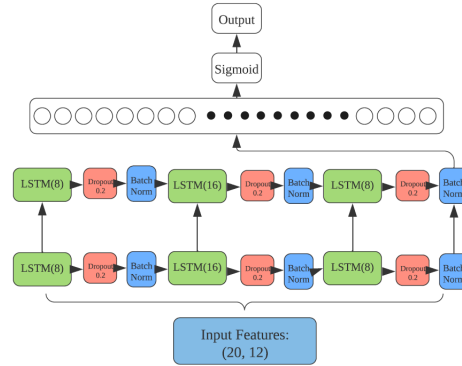 Output
Sigmoid
LSTM(8)
Dropout
0.2
Batch
Norm
LSTM(16)
Dropout
0.2
Batch
Norm
LSTM(8)
Dropout
0.2
Batch
Norm
LSTM(8)
Dropout
0.2
Batch
Norm
LSTM(16)
Dropout
0.2
Batch
Norm
LSTM(8)
Dropout
0.2
Batch
Norm
Input Features:
(20, 12)